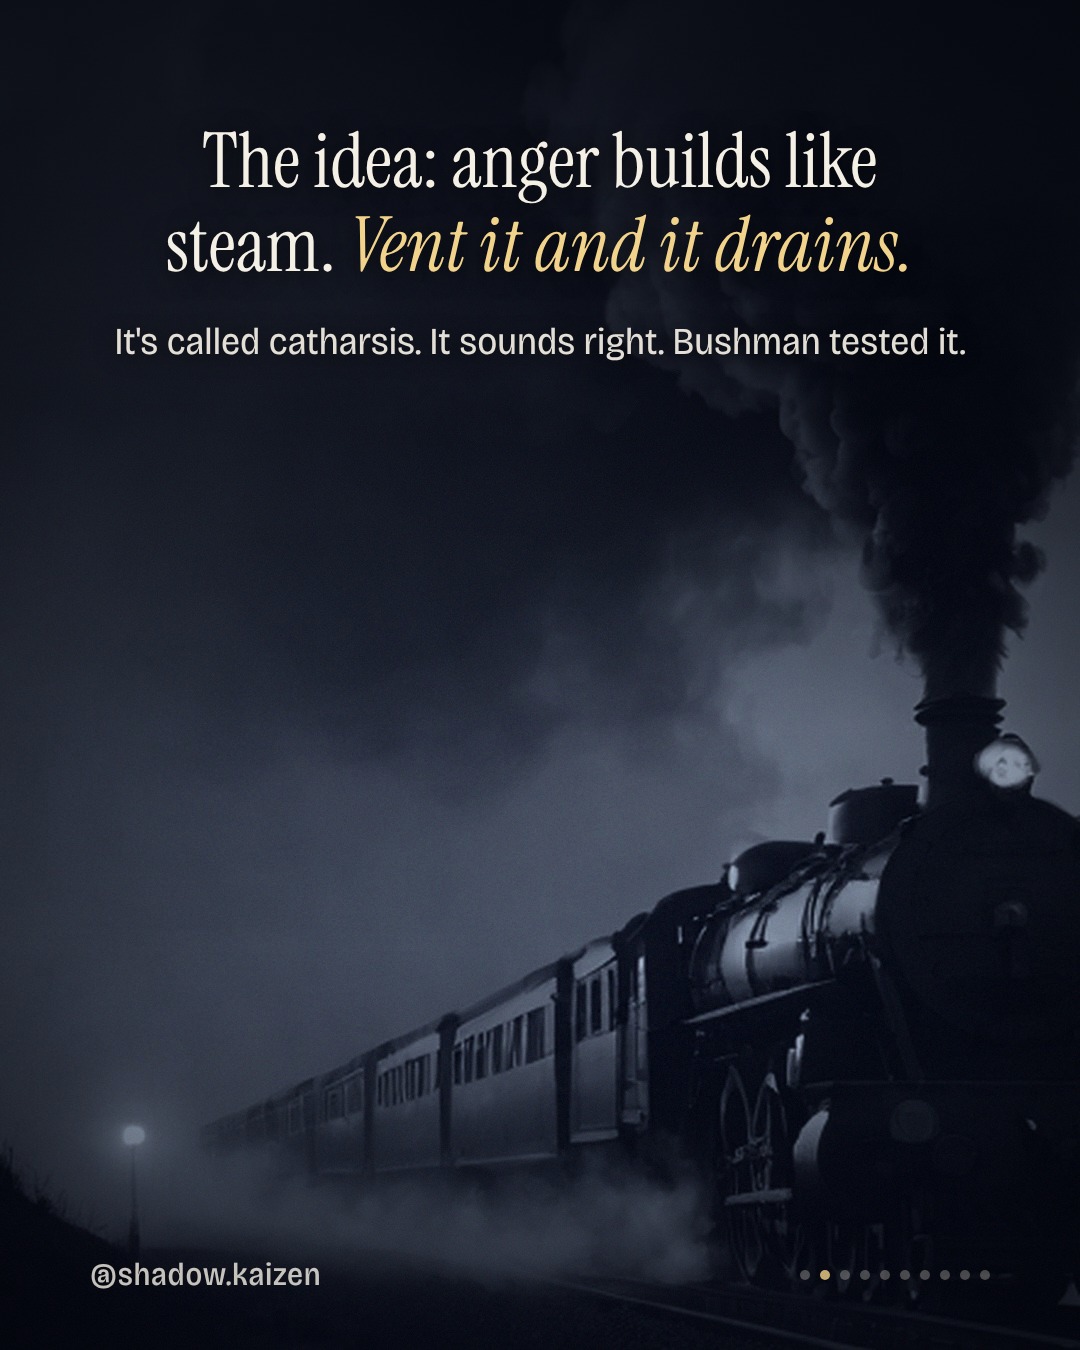 The idea: anger builds like
steam. Vent it and it drains.
It's called catharsis. It sounds right. Bushman tested it.
@shadow.kaizen